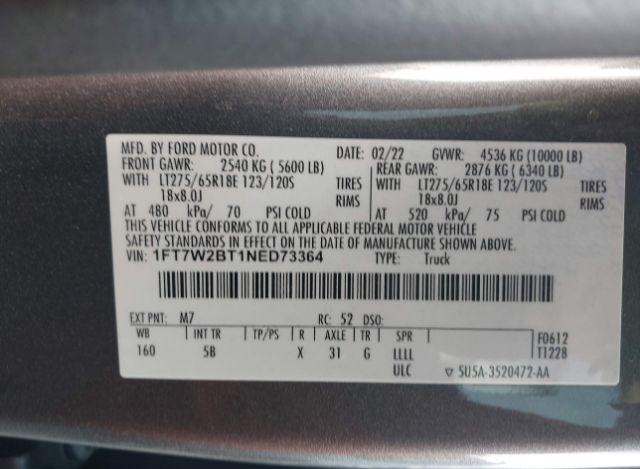 MFD. BY FORD MOTOR CO.
DATE: 02/22 GVWR: 4536 KG (10000 LB)
FRONT GAWR: 2540 KG (5600 LB)
WITH LT275/65R18E 123/120S TIRES
18x8.0J RIMS
AT 480 kPa/ 70 PSI COLD
REAR GAWR: 2876 KG (6340 LB)
WITH LT275/65R18E 123/120S TIRES
18x8.0J RIMS
AT 520 kPa/ 75 PSI COLD
THIS VEHICLE CONFORMS TO ALL APPLICABLE FEDERAL MOTOR VEHICLE
SAFETY STANDARDS IN EFFECT ON THE DATE OF MANUFACTURE SHOWN ABOVE.
VIN: 1FT7W2BT1NED73364 TYPE: Truck
EXT PNT: M7 RC: 52 DSO:
WB INT TR TP/PS R AXLE TR SPR
160 5B X 31 G LLLL
ULC
F0612
T1228
▽ SU5A-3520472-AA